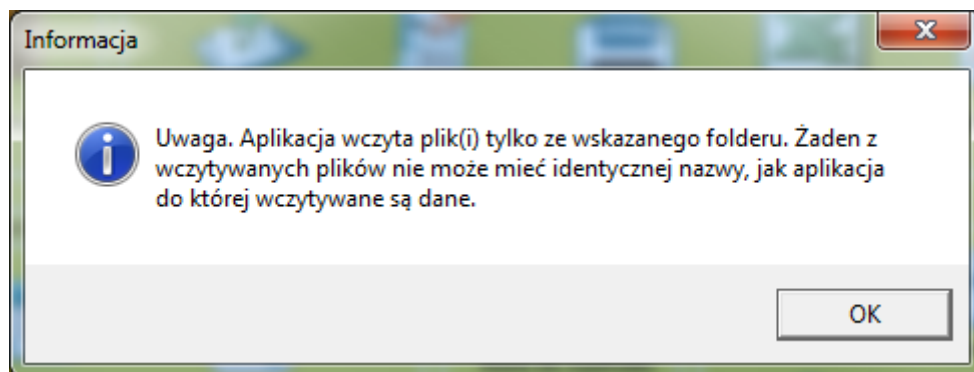 Informacja
Uwaga. Aplikacja wczyta plik(i) tylko ze wskazanego folderu. Żaden z
wczytywanych plików nie może mieć identycznej nazwy, jak aplikacja
do której wczytywane są dane.
OK